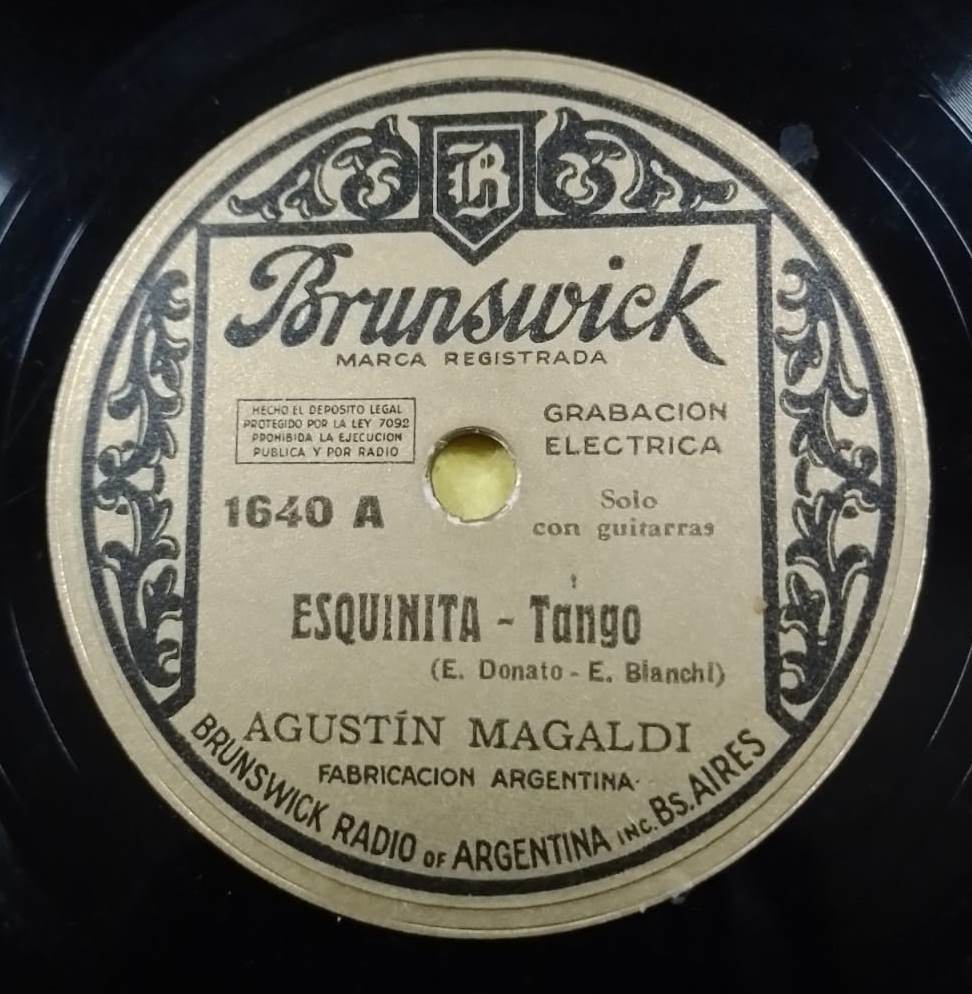 B
Brunswick
MARCA REGISTRADA
HECHO EL DEPOSITO LEGAL
PROTEGIDO POR LA LEY 7092
PROHIBIDA LA EJECUCION
PUBLICA Y POR RADIO
GRABACION
ELECTRICA
1640 A
Solo
con guitarras
ESQUINITA - Tango
(E. Donato - E. Bianchi)
AGUSTÍN MAGALDI
FABRICACION ARGENTINA
BRUNSWICK RADIO OF ARGENTINA INC. Bs. AIRES